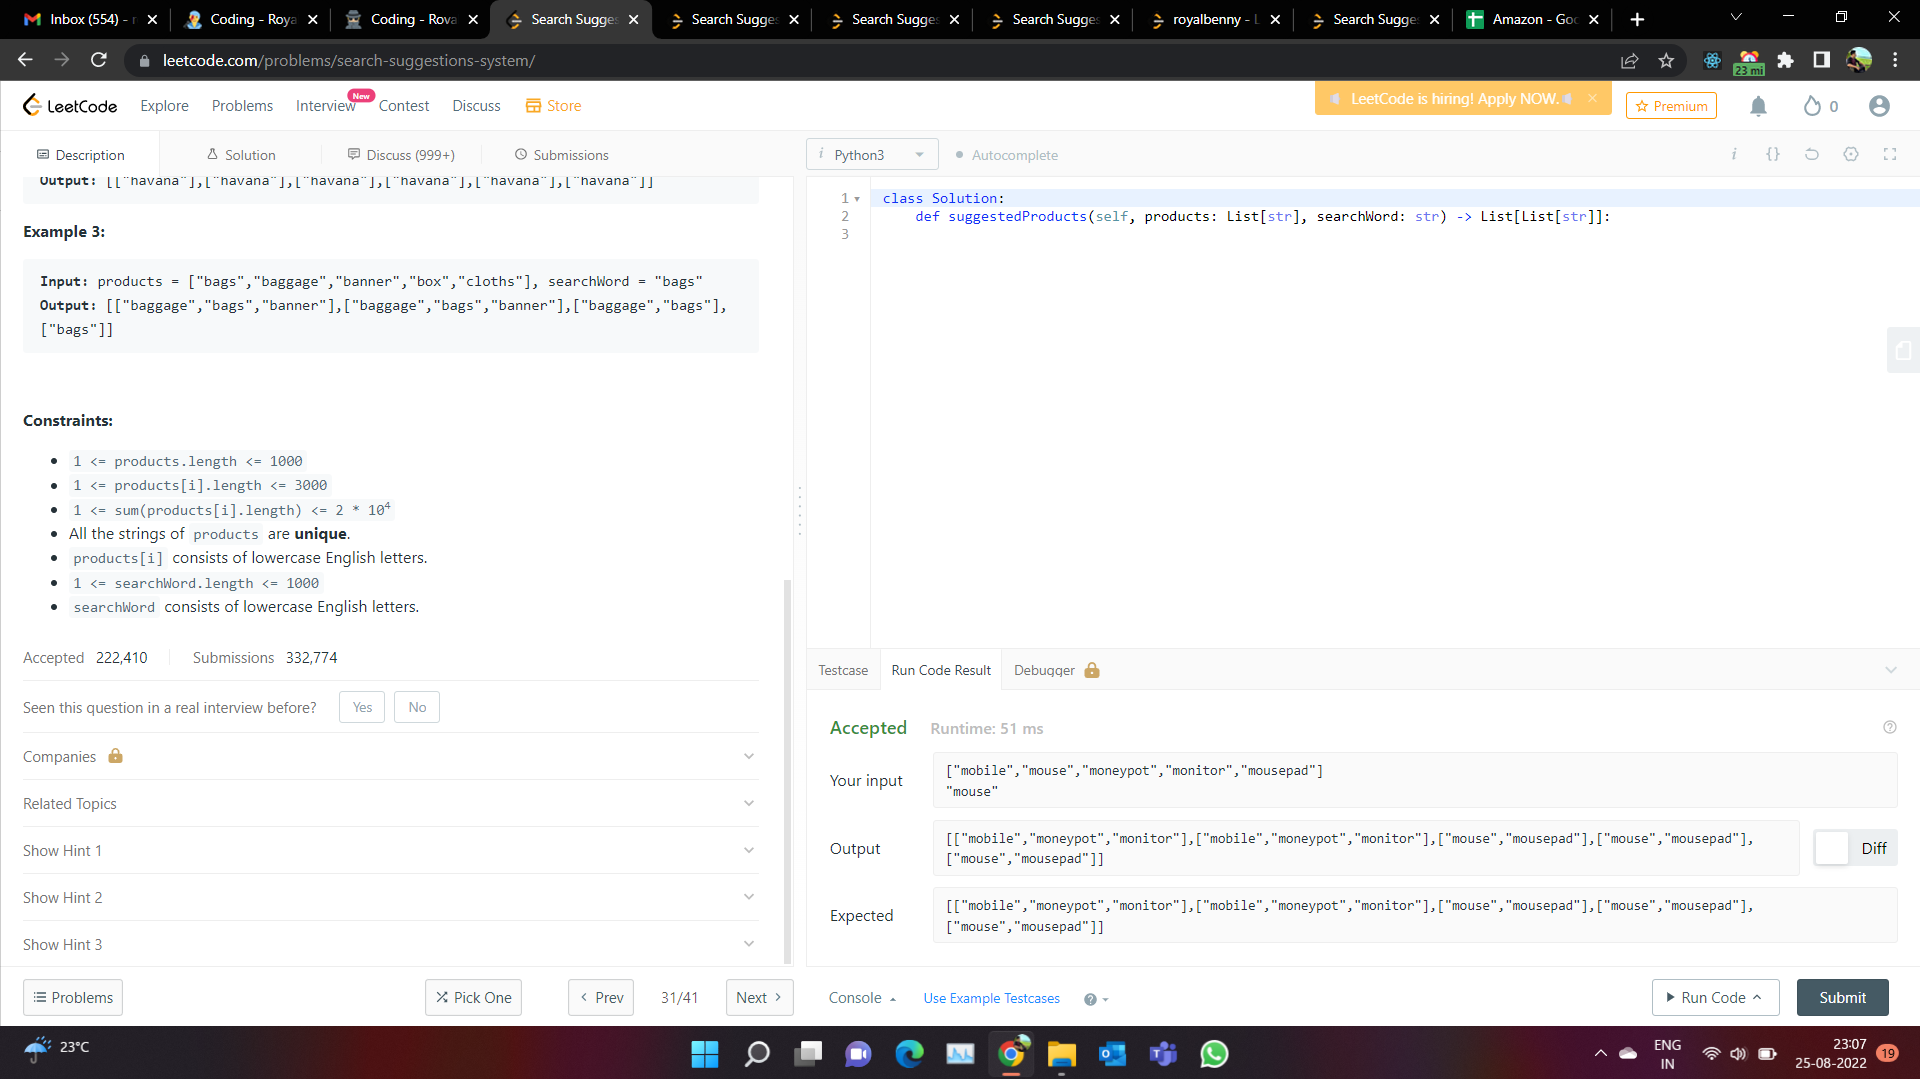 Inbox (554) - r
Coding - Roya
Coding - Rova
Search Sugges
Search Sugges
Search Sugges
Search Sugges
royalbenny - L
Search Sugge
Amazon - Goo
leetcode.com/problems/search-suggestions-system/
23 mi
LeetCode
Explore
Problems
Interview
New
Contest
Discuss
Store
LeetCode is hiring! Apply NOW.
Premium
0
Description
Solution
Discuss (999+)
Submissions
Python3
Autocomplete
Output: [["havana"],["havana"],["havana"],["havana"],["havana"],["havana"]]
Example 3:
Input: products = ["bags","baggage","banner","box","cloths"], searchWord = "bags"
Output: [["baggage","bags","banner"],["baggage","bags","banner"],["baggage","bags"],
["bags"]]
Constraints:
1 <= products.length <= 1000
1 <= products[i].length <= 3000
1 <= sum(products[i].length) <= 2 * 10⁴
All the strings of products are unique.
products[i] consists of lowercase English letters.
1 <= searchWord.length <= 1000
searchWord consists of lowercase English letters.
Accepted 222,410 Submissions 332,774
Seen this question in a real interview before? Yes No
Companies
Related Topics
Show Hint 1
Show Hint 2
Show Hint 3
Problems
Pick One
Prev
31/41
Next
1 class Solution:
2 def suggestedProducts(self, products: List[str], searchWord: str) -> List[List[str]]:
3
Testcase
Run Code Result
Debugger
Accepted Runtime: 51 ms
Your input
["mobile","mouse","moneypot","monitor","mousepad"]
"mouse"
Output
[["mobile","moneypot","monitor"],["mobile","moneypot","monitor"],["mouse","mousepad"],["mouse","mousepad"],
["mouse","mousepad"]]
Diff
Expected
[["mobile","moneypot","monitor"],["mobile","moneypot","monitor"],["mouse","mousepad"],["mouse","mousepad"],
["mouse","mousepad"]]
Console
Use Example Testcases
Run Code
Submit
23°C
ENG
IN
23:07
25-08-2022
19